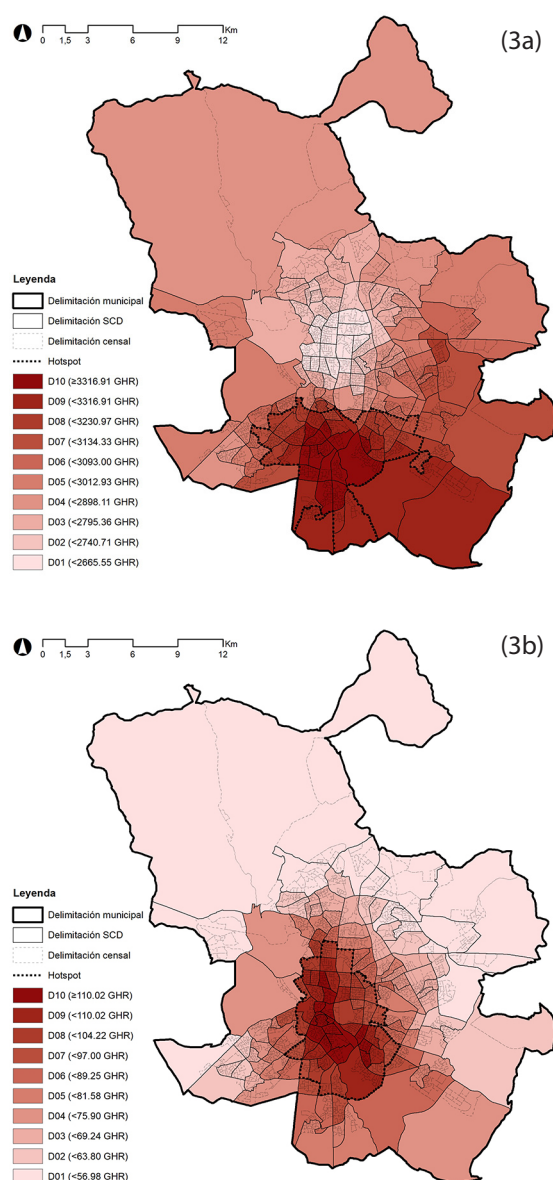 (3a)
Km
0 1,5 3 6 9 12
Leyenda
Delimitación municipal
Delimitación SCD
Delimitación censal
Hotspot
D10 (≥3316.91 GHR)
D09 (<3316.91 GHR)
D08 (<3230.97 GHR)
D07 (<3134.33 GHR)
D06 (<3093.00 GHR)
D05 (<3012.93 GHR)
D04 (<2898.11 GHR)
D03 (<2795.36 GHR)
D02 (<2740.71 GHR)
D01 (<2665.55 GHR)
(3b)
Km
0 1,5 3 6 9 12
Leyenda
Delimitación municipal
Delimitación SCD
Delimitación censal
Hotspot
D10 (≥110.02 GHR)
D09 (<110.02 GHR)
D08 (<104.22 GHR)
D07 (<97.00 GHR)
D06 (<89.25 GHR)
D05 (<81.58 GHR)
D04 (<75.90 GHR)
D03 (<69.24 GHR)
D02 (<63.80 GHR)
D01 (<56.98 GHR)